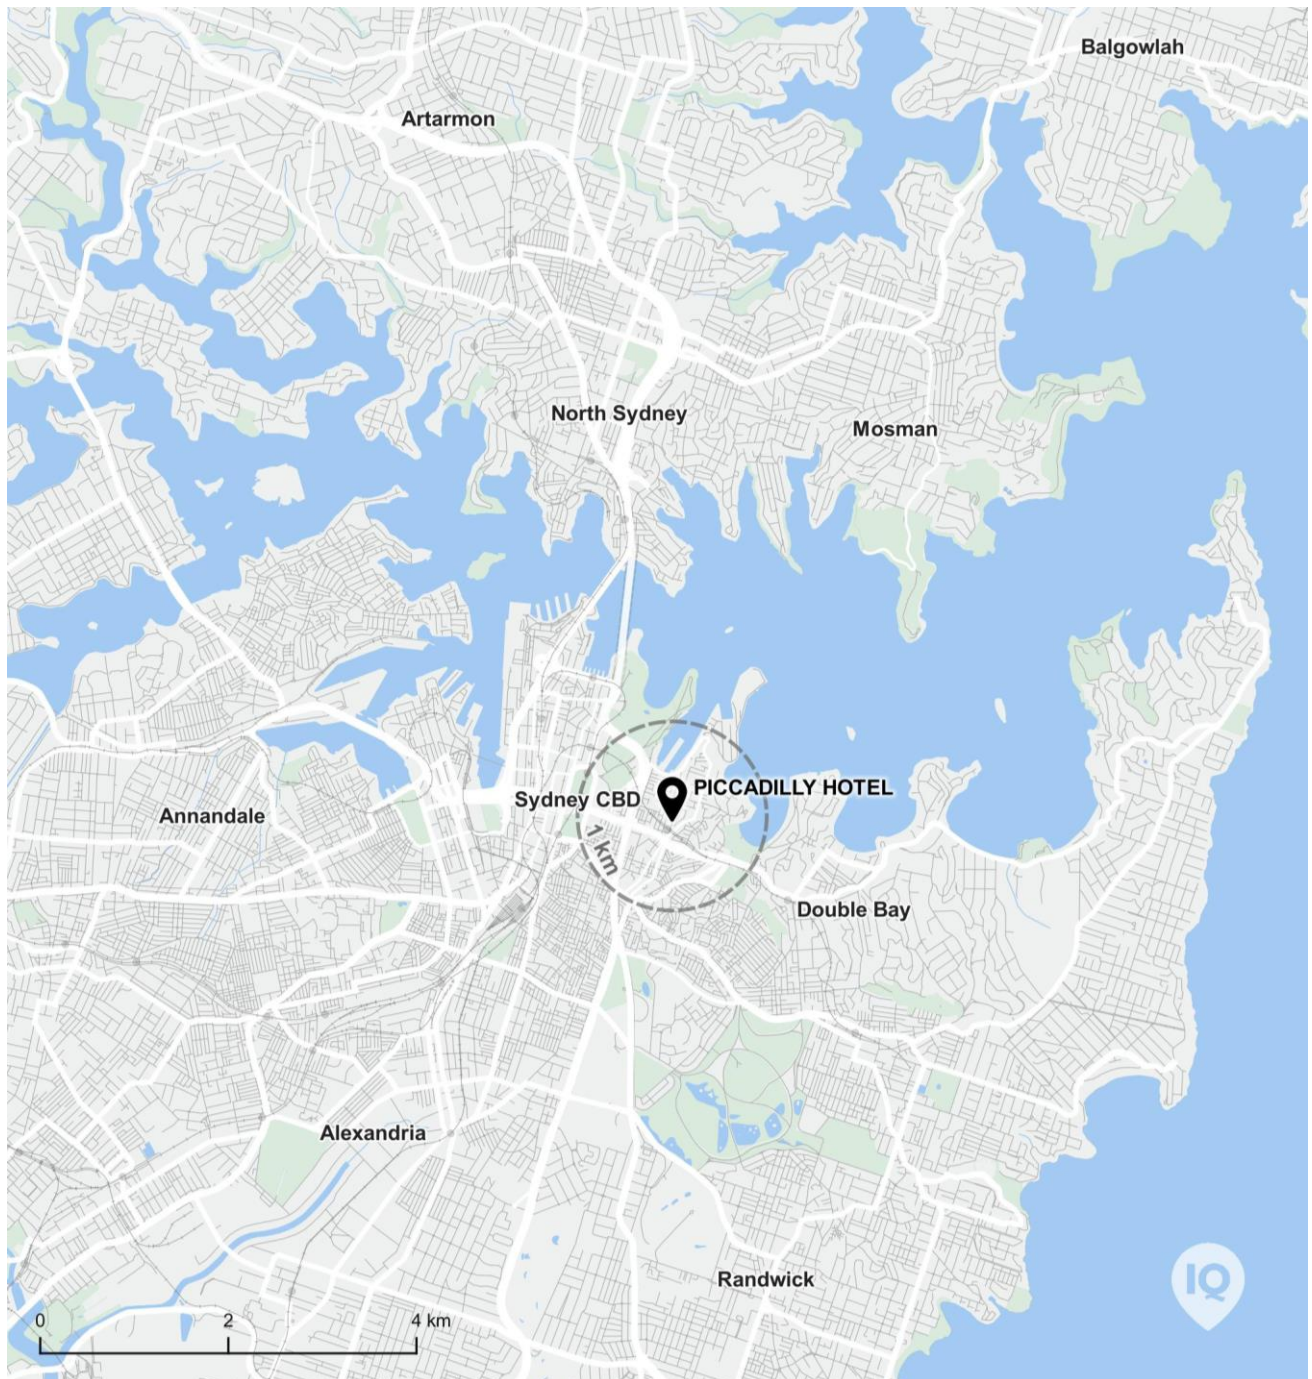 Balgowlah
Artarmon
North Sydney
Mosman
PICCADILLY HOTEL
Sydney CBD
Annandale
1 km
Double Bay
Alexandria
Randwick
IQ
0 2 4 km